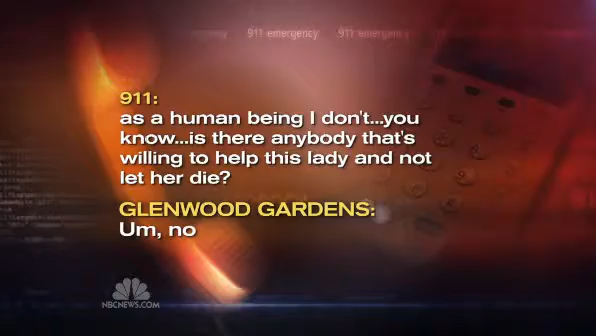 911 emergency 911 emergency
911:
as a human being I don't...you
know...is there anybody that's
willing to help this lady and not
let her die?
GLENWOOD GARDENS:
Um, no
NBCNEWS.COM